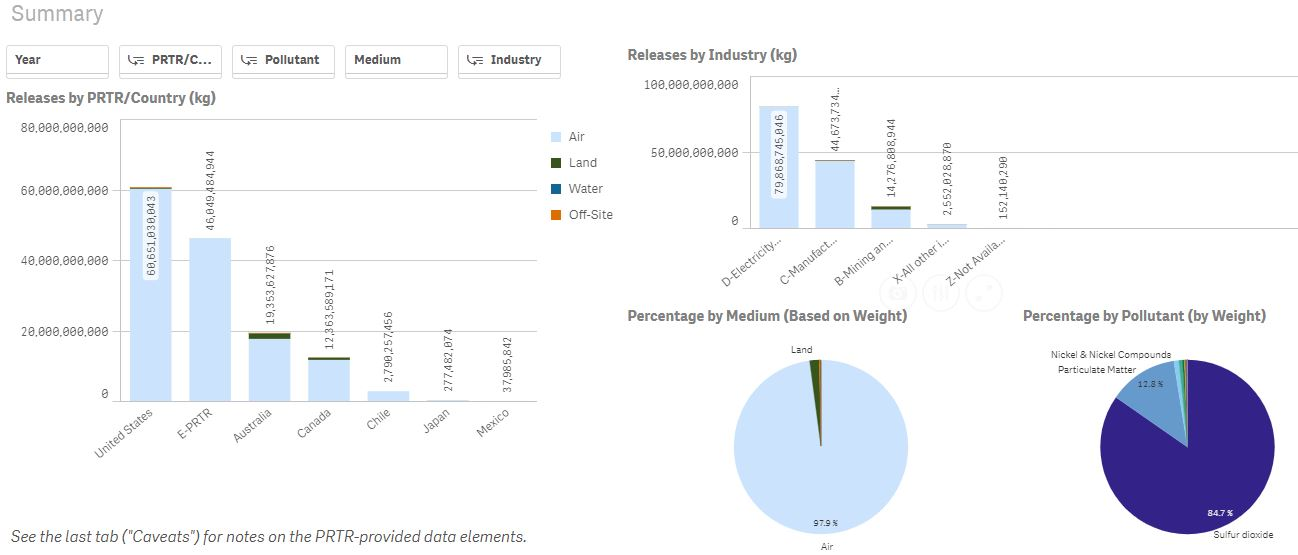 Summary
Year
PRTR/C...
Pollutant
Medium
Industry
Releases by PRTR/Country (kg)
80,000,000,000
60,000,000,000
40,000,000,000
20,000,000,000
0
60,651,030,043
46,049,484,944
19,353,627,876
12,363,589,171
2,790,257,456
277,482,074
37,985,842
United States
E-PRTR
Australia
Canada
Chile
Japan
Mexico
Air
Land
Water
Off-Site
Releases by Industry (kg)
100,000,000,000
50,000,000,000
0
79,868,745,046
44,673,734...
14,276,808,944
2,552,028,870
152,140,290
D-Electricity...
C-Manufact...
B-Mining an...
X-All other i...
Z-Not Availa...
Percentage by Medium (Based on Weight)
Land
97.9 %
Air
Percentage by Pollutant (by Weight)
Nickel & Nickel Compounds
Particulate Matter
12.8 %
84.7 %
Sulfur dioxide
See the last tab ("Caveats") for notes on the PRTR-provided data elements.